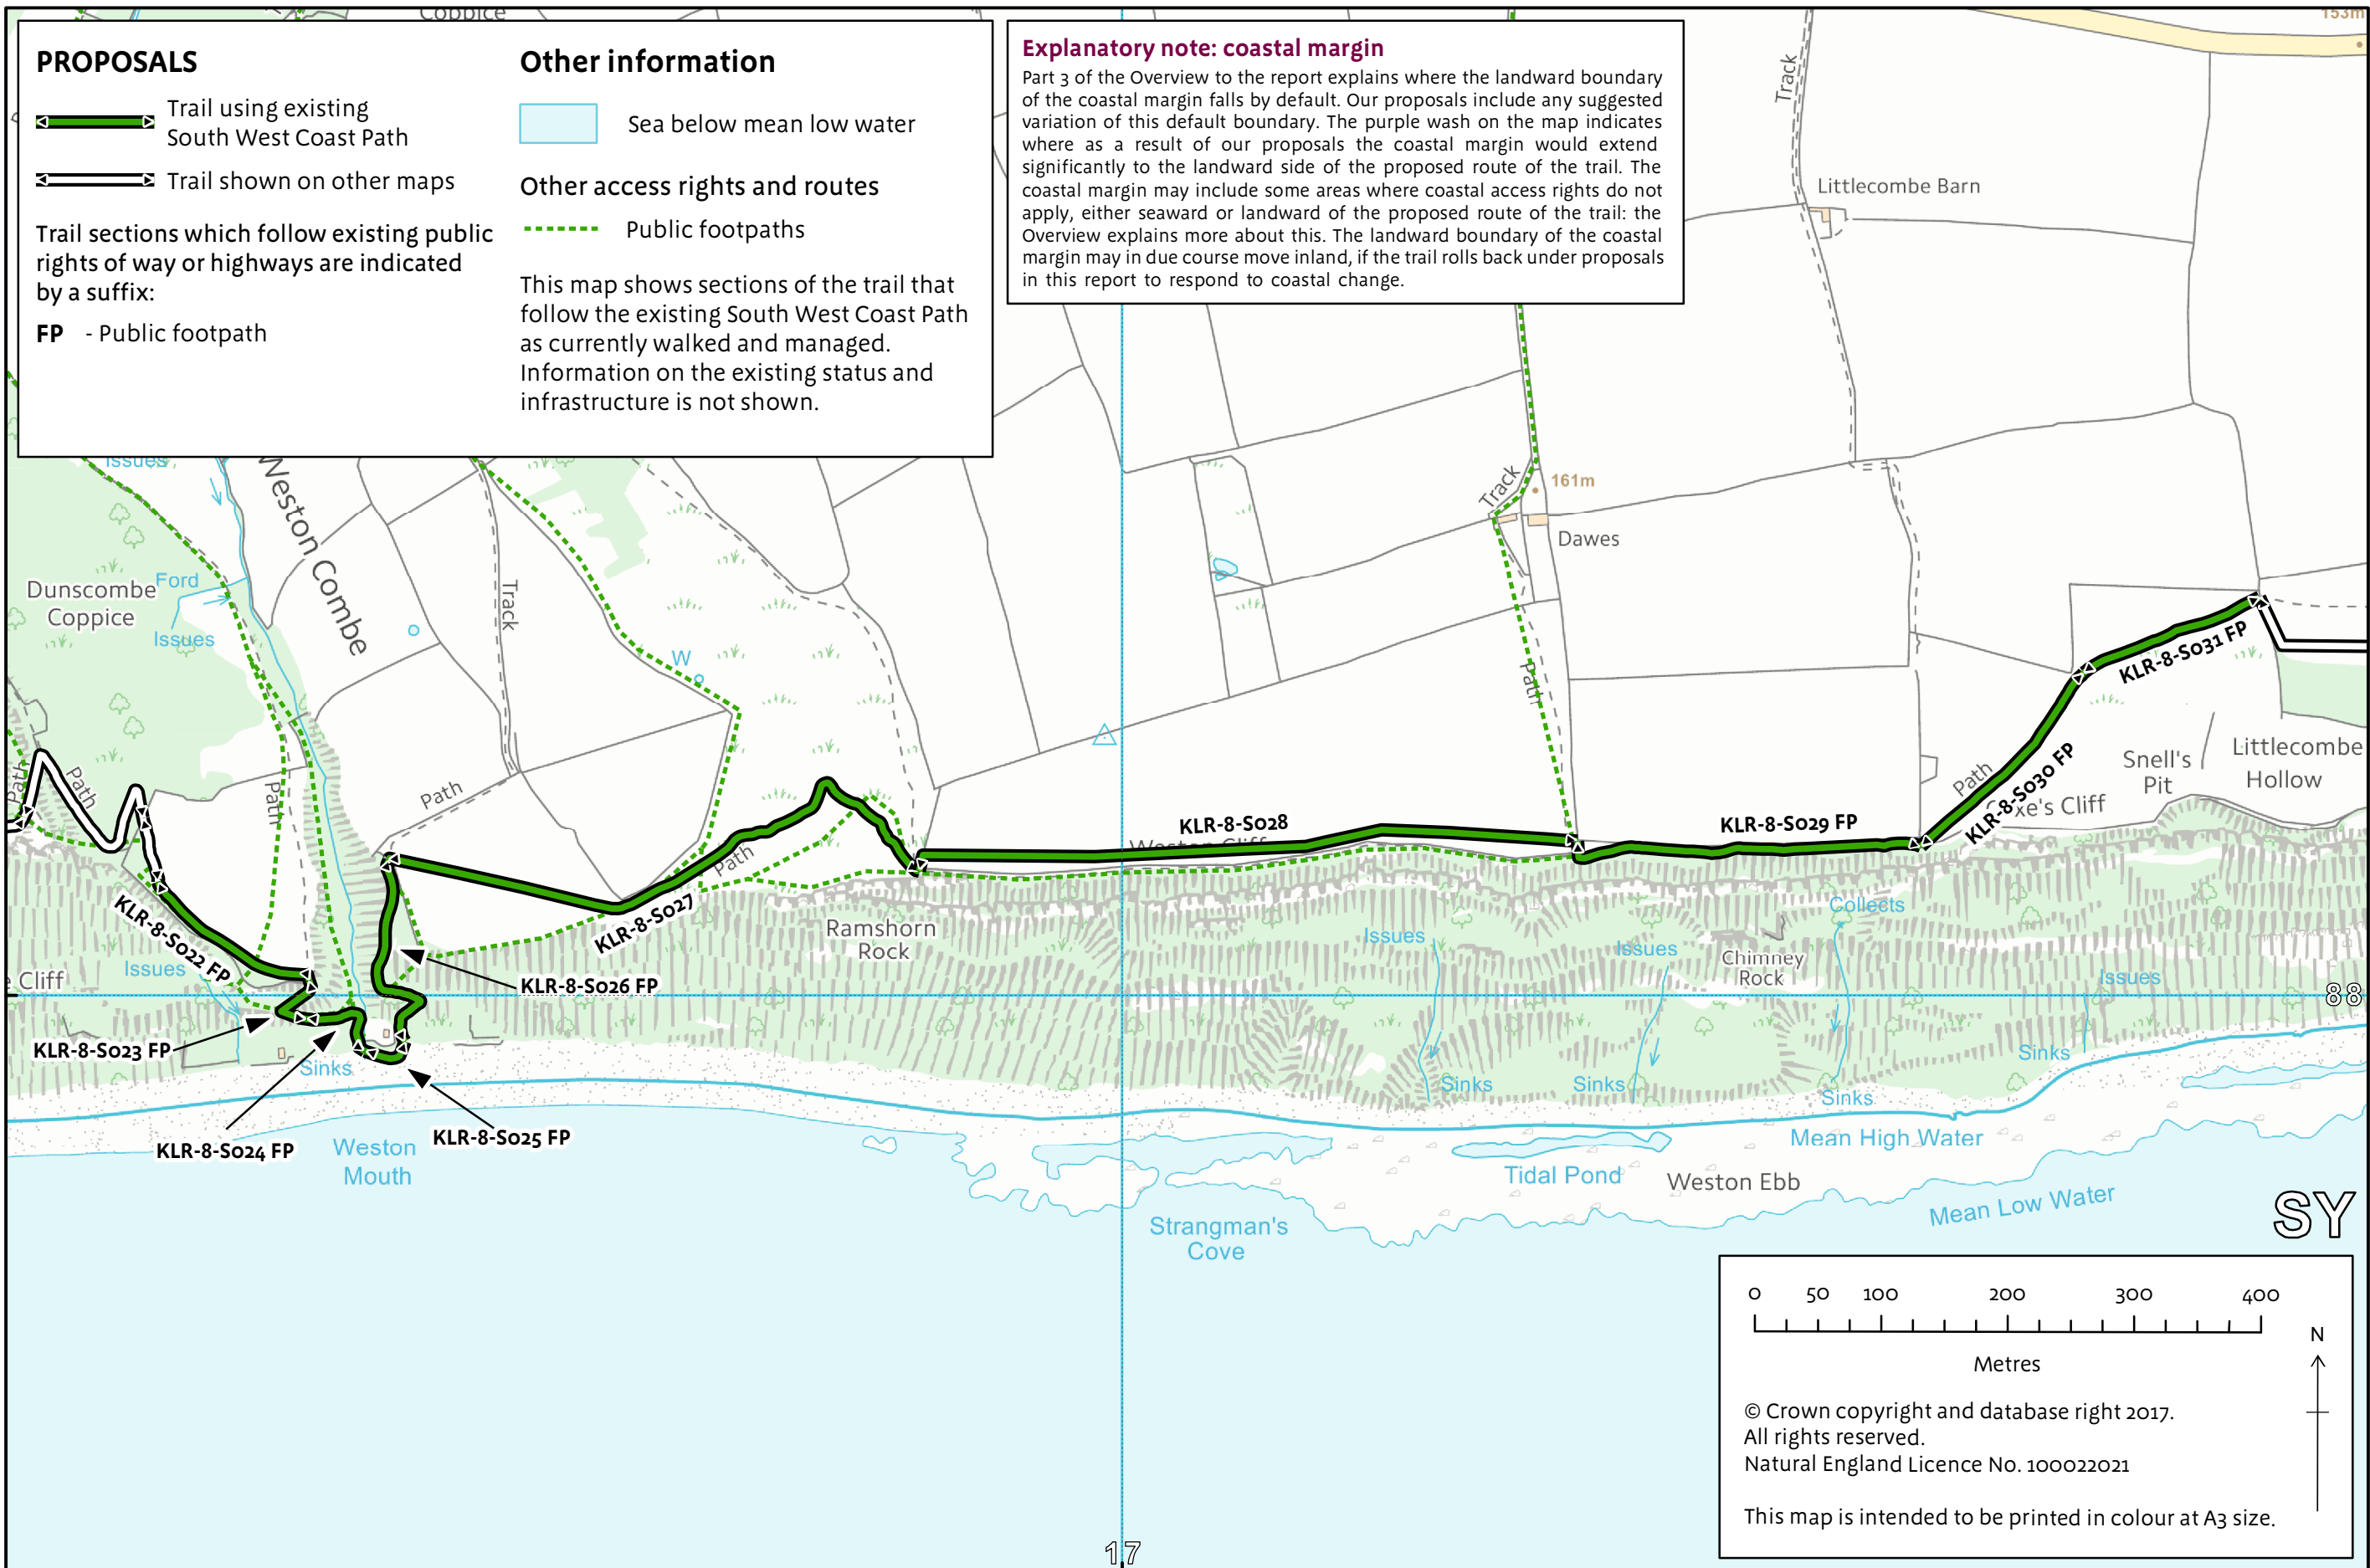 Coppice
153m
PROPOSALS
Trail using existing
South West Coast Path
Trail shown on other maps
Trail sections which follow existing public
rights of way or highways are indicated
by a suffix:
FP - Public footpath
Other information
Sea below mean low water
Other access rights and routes
Public footpaths
This map shows sections of the trail that
follow the existing South West Coast Path
as currently walked and managed.
Information on the existing status and
infrastructure is not shown.
Explanatory note: coastal margin
Part 3 of the Overview to the report explains where the landward boundary
of the coastal margin falls by default. Our proposals include any suggested
variation of this default boundary. The purple wash on the map indicates
where as a result of our proposals the coastal margin would extend
significantly to the landward side of the proposed route of the trail. The
coastal margin may include some areas where coastal access rights do not
apply, either seaward or landward of the proposed route of the trail: the
Overview explains more about this. The landward boundary of the coastal
margin may in due course move inland, if the trail rolls back under proposals
in this report to respond to coastal change.
Track
Littlecombe Barn
Issues
Weston Combe
Track
161m
Dawes
Dunscombe
Coppice
Ford
Issues
Track
W
Path
KLR-8-S031 FP
Path
Path
Path
Path
Snell's
Pit
Littlecombe
Hollow
Path
KLR-8-S030 FP
xe's Cliff
KLR-8-S028
Weston Cliff
KLR-8-S029 FP
Path
KLR-8-S027
KLR-8-S022 FP
Ramshorn
Rock
Collects
Issues
Issues
Chimney
Rock
Issues
Issues
e Cliff
KLR-8-S026 FP
88
KLR-8-S023 FP
Sinks
Sinks
Sinks
Sinks
Sinks
KLR-8-S024 FP
KLR-8-S025 FP
Weston
Mouth
Mean High Water
Tidal Pond
Weston Ebb
Mean Low Water
Strangman's
Cove
SY
0 50 100 200 300 400
Metres
N
© Crown copyright and database right 2017.
All rights reserved.
Natural England Licence No. 100022021
This map is intended to be printed in colour at A3 size.
17